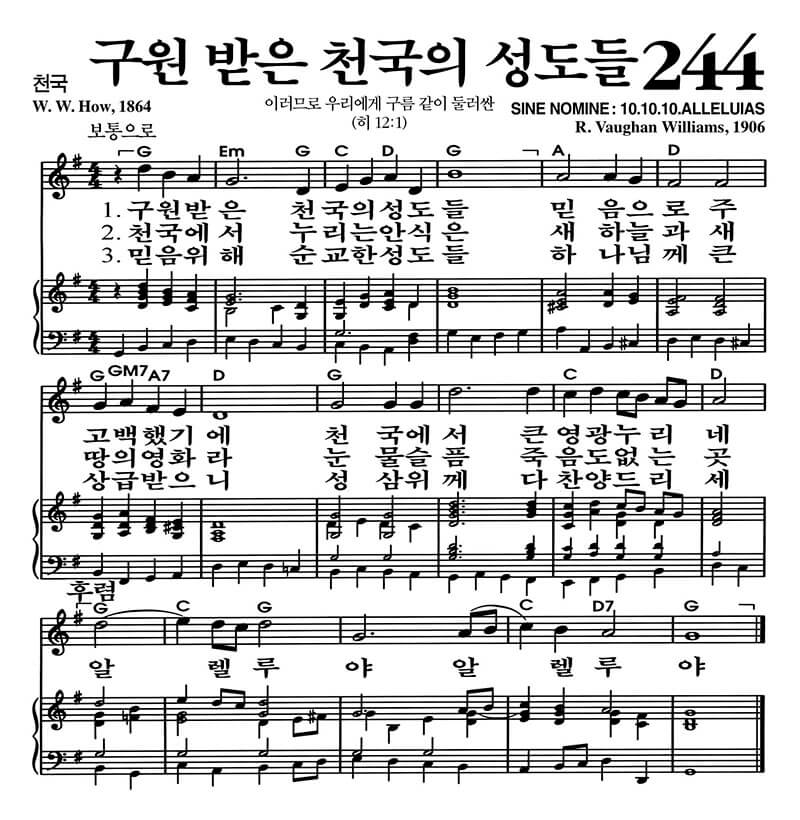 구원 받은 천국의 성도들 244
천국
W. W. How, 1864
이러므로 우리에게 구름 같이 둘러싼
(히 12:1)
SINE NOMINE : 10.10.10.ALLELUIAS
R. Vaughan Williams, 1906
보통으로
G Em G C D G A D
1. 구원받은 천국의성도들 믿음으로주
2. 천국에서 누리는안식은 새하늘과새
3. 믿음위해 순교한성도들 하나님께큰
G GM7 A7 D G G C D A
고백했기에 천국에서큰영광누리네
땅의영화라 눈물슬픔죽음도없는곳
상급받으니 성삼위께다찬양드리세
후렴
G C G C D7 G
알렐루야알렐루야